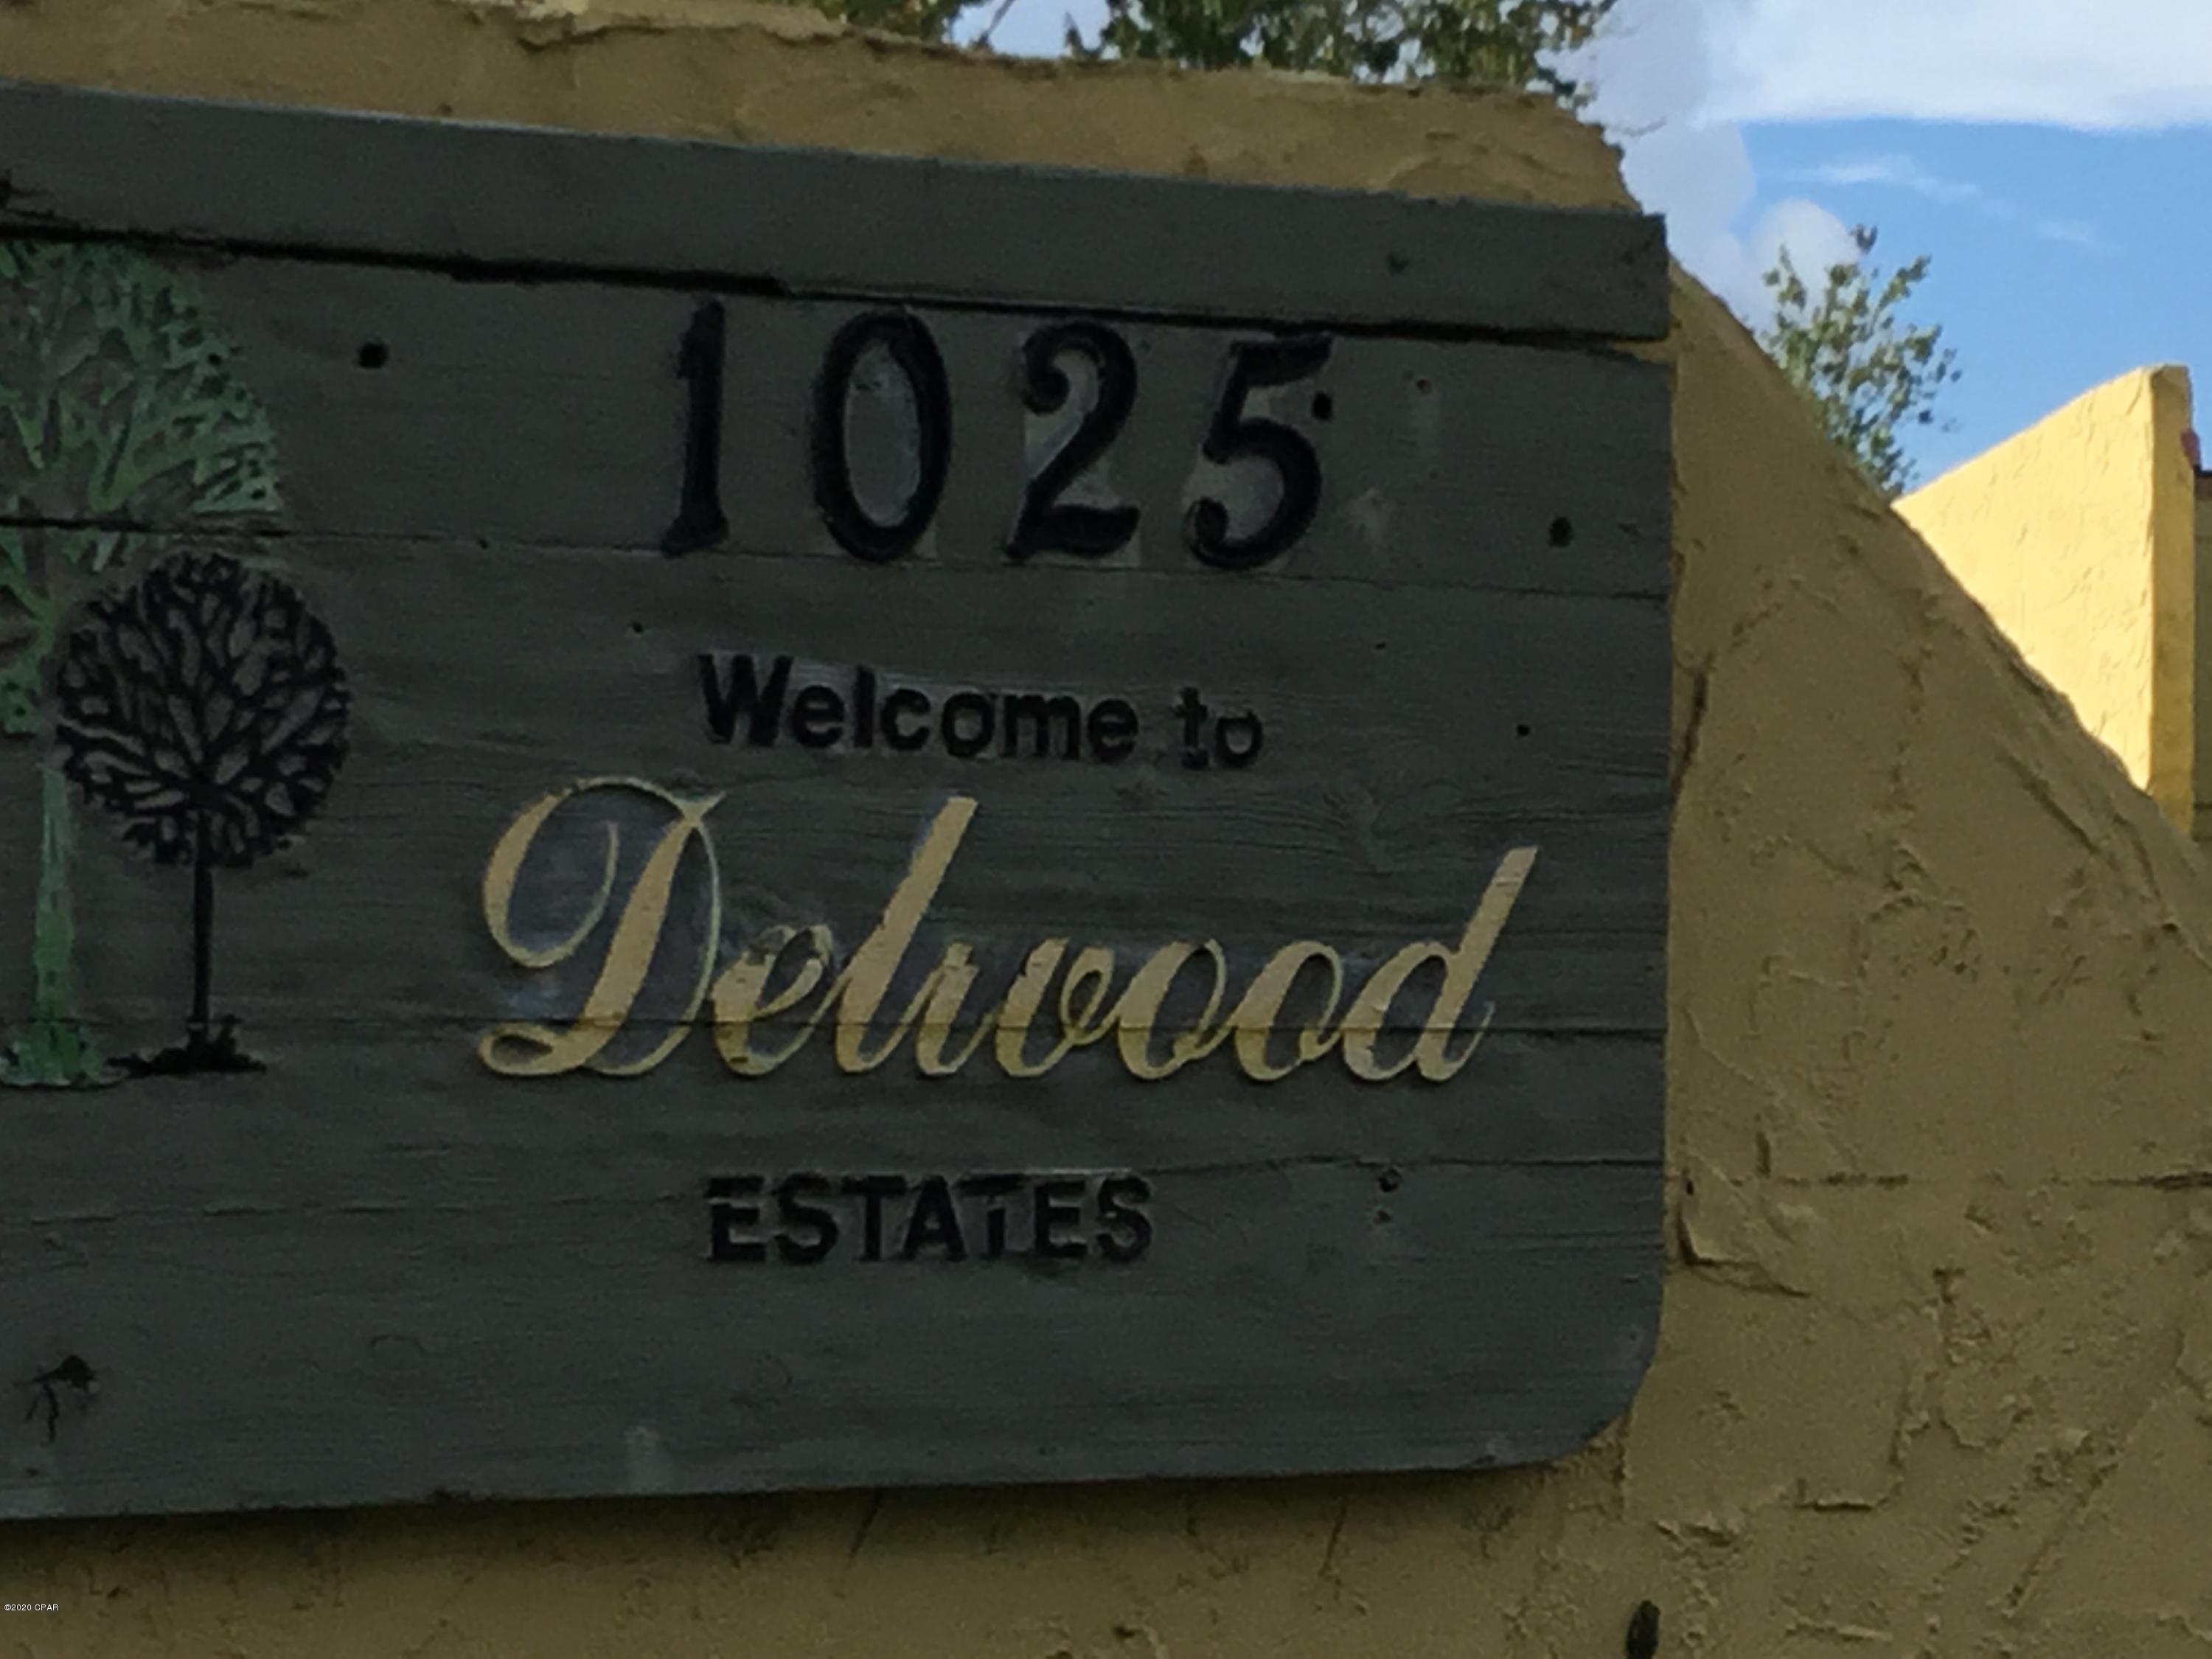 1025
Welcome to
Delwood
ESTATES
©2020 CPAR